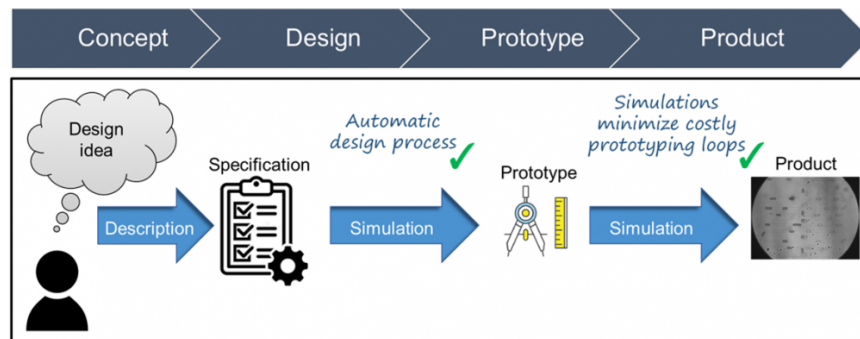 Concept
Design
Prototype
Product
Design
idea
Description
Specification
Automatic
design process
Simulation
Prototype
Simulations
minimize costly
prototyping loops
Simulation
Product